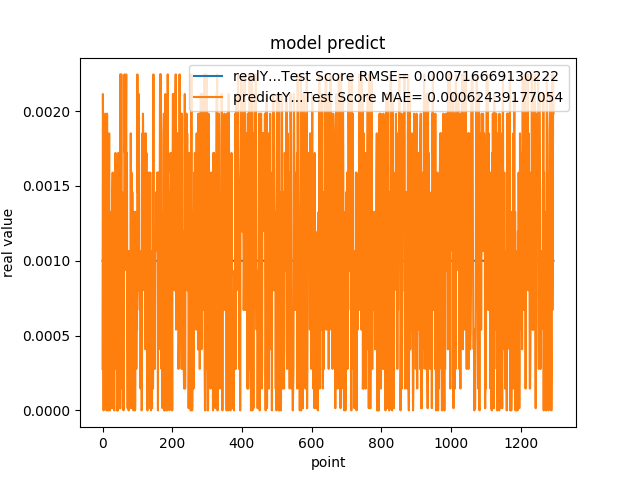 model predict
realY...Test Score RMSE= 0.000716669130222
predictY...Test Score MAE= 0.00062439177054
0.0020
0.0015
0.0010
0.0005
0.0000
real value
0 200 400 600 800 1000 1200
point